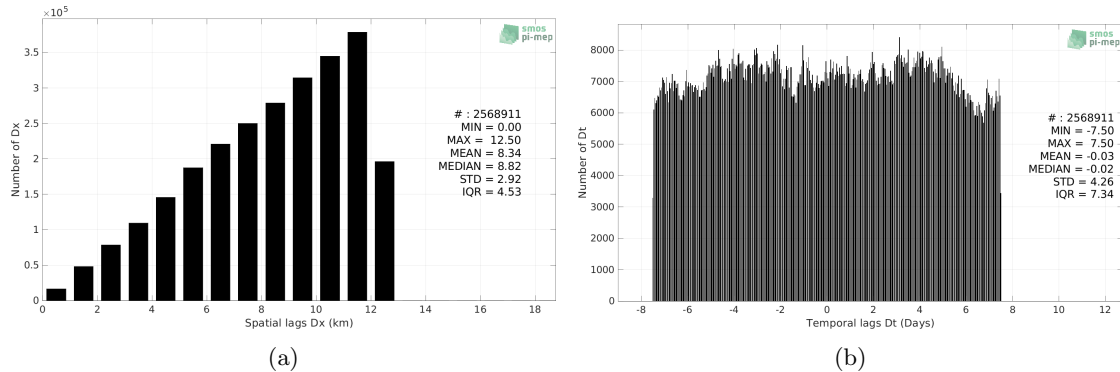 ×10⁵
smos
pi-mep
3.5
3
2.5
2
1.5
1
0.5
0
Number of Dx
# : 2568911
MIN = 0.00
MAX = 12.50
MEAN = 8.34
MEDIAN = 8.82
STD = 2.92
IQR = 4.53
0 2 4 6 8 10 12 14 16 18
Spatial lags Dx (km)
(a)
smos
pi-mep
8000
7000
6000
5000
4000
3000
2000
1000
0
Number of Dt
# : 2568911
MIN = -7.50
MAX = 7.50
MEAN = -0.03
MEDIAN = -0.02
STD = 4.26
IQR = 7.34
-8 -6 -4 -2 0 2 4 6 8 10 12
Temporal lags Dt (Days)
(b)